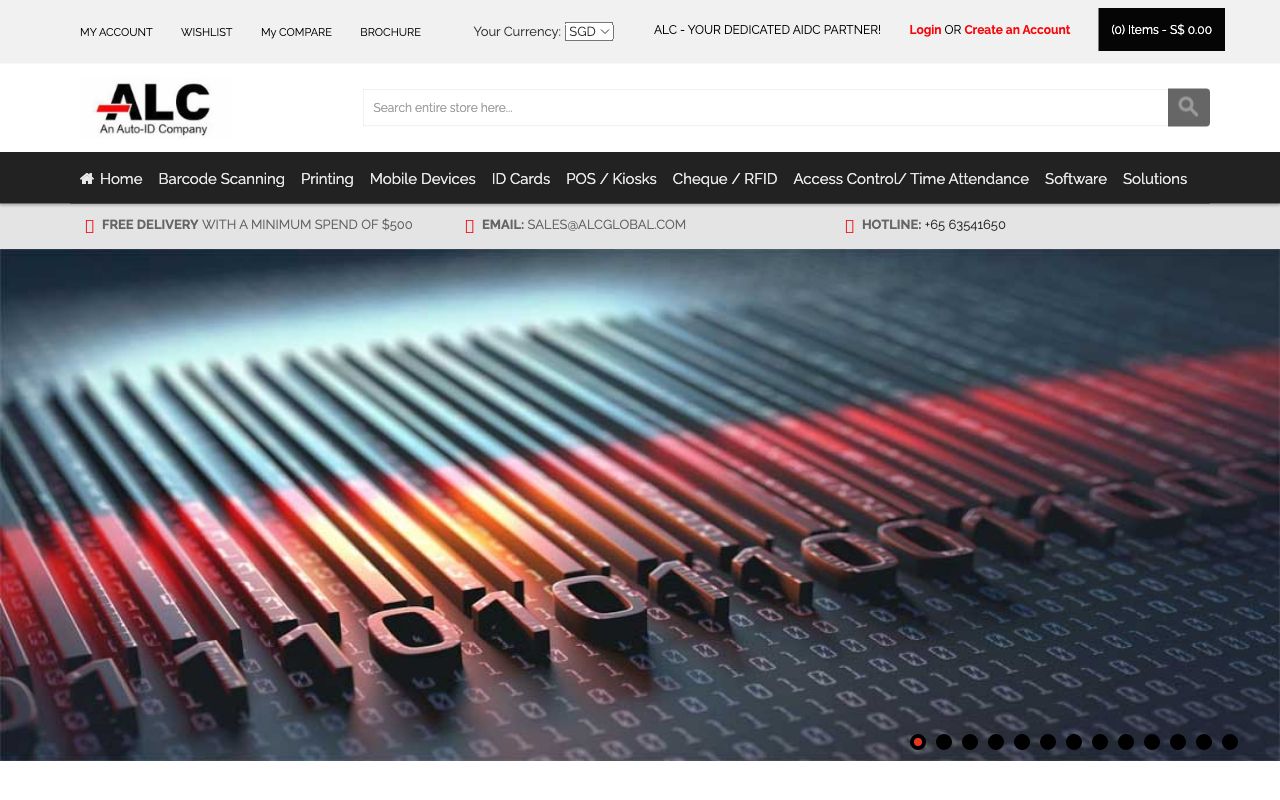 MY ACCOUNT WISHLIST My COMPARE BROCHURE Your Currency: SGD ALC - YOUR DEDICATED AIDC PARTNER! Login OR Create an Account (0) Items - S$ 0.00
ALC
An Auto-ID Company
Search entire store here...
Home Barcode Scanning Printing Mobile Devices ID Cards POS / Kiosks Cheque / RFID Access Control/ Time Attendance Software Solutions
FREE DELIVERY WITH A MINIMUM SPEND OF $500 EMAIL: SALES@ALCGLOBAL.COM HOTLINE: +65 63541650